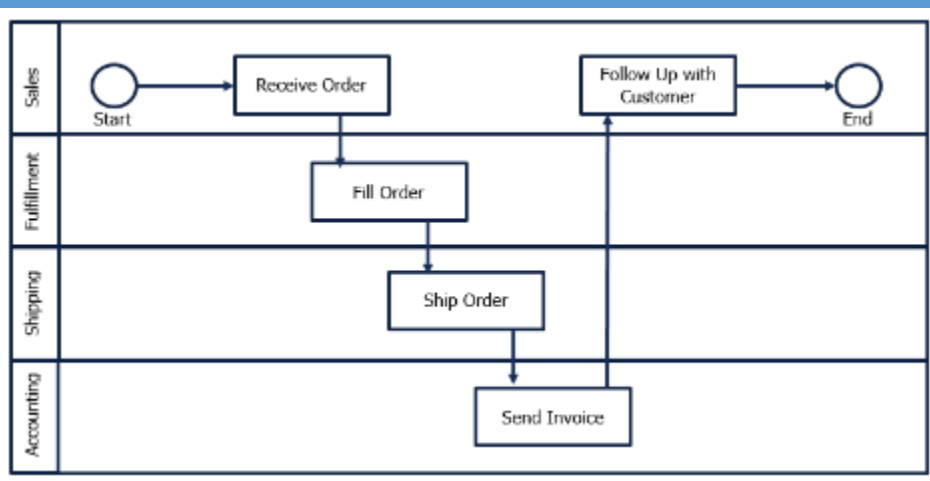 Sales
Start
Receive Order
Follow Up with
Customer
End
Fulfillment
Fill Order
Shipping
Ship Order
Accounting
Send Invoice